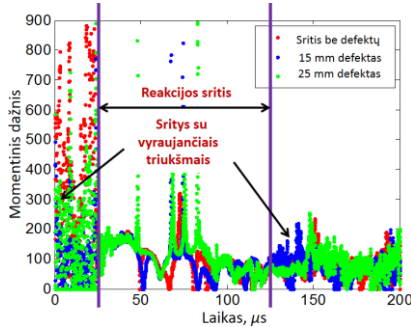 900
800
700
600
500
400
300
200
100
0
Momentinis dažnis
Sritis be defektų
15 mm defektas
25 mm defektas
Reakcijos sritis
Sritys su
vyraujančiais
triukšmais
0
50
100
150
200
Laikas, µs